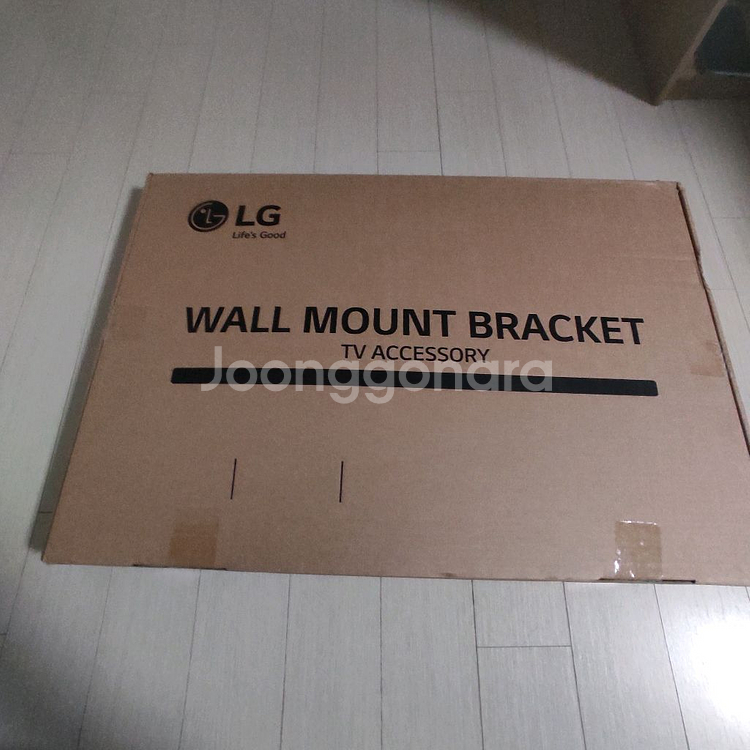 LG
Life's Good
WALL MOUNT BRACKET
TV ACCESSORY
Joonggonara